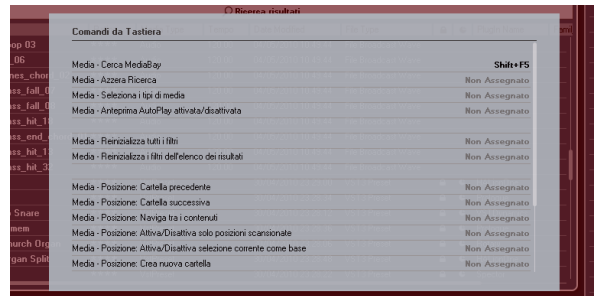 Ricerca risultati
Comandi da Tastiera
op 03
_06
nes_chor
ass_fall_0
ass_fall_0
ass_hit_1
ass_end_
ass_hit_1
ass_hit_3
Snare
mem
hurch Org
gan Split
Media - Cerca MediaBay Shift+F5
Media - Azzera Ricerca Non Assegnato
Media - Seleziona i tipi di media Non Assegnato
Media - Anteprima AutoPlay attivata/disattivata Non Assegnato
Media - Reinizializza tutti i filtri Non Assegnato
Media - Reinizializza i filtri dell'elenco dei risultati Non Assegnato
Media - Posizione: Cartella precedente Non Assegnato
Media - Posizione: Cartella successiva Non Assegnato
Media - Posizione: Naviga tra i contenuti Non Assegnato
Media - Posizione: Attiva/Disattiva solo posizioni scansionate Non Assegnato
Media - Posizione: Attiva/Disattiva selezione corrente come base Non Assegnato
Media - Posizione: Crea nuova cartella Non Assegnato